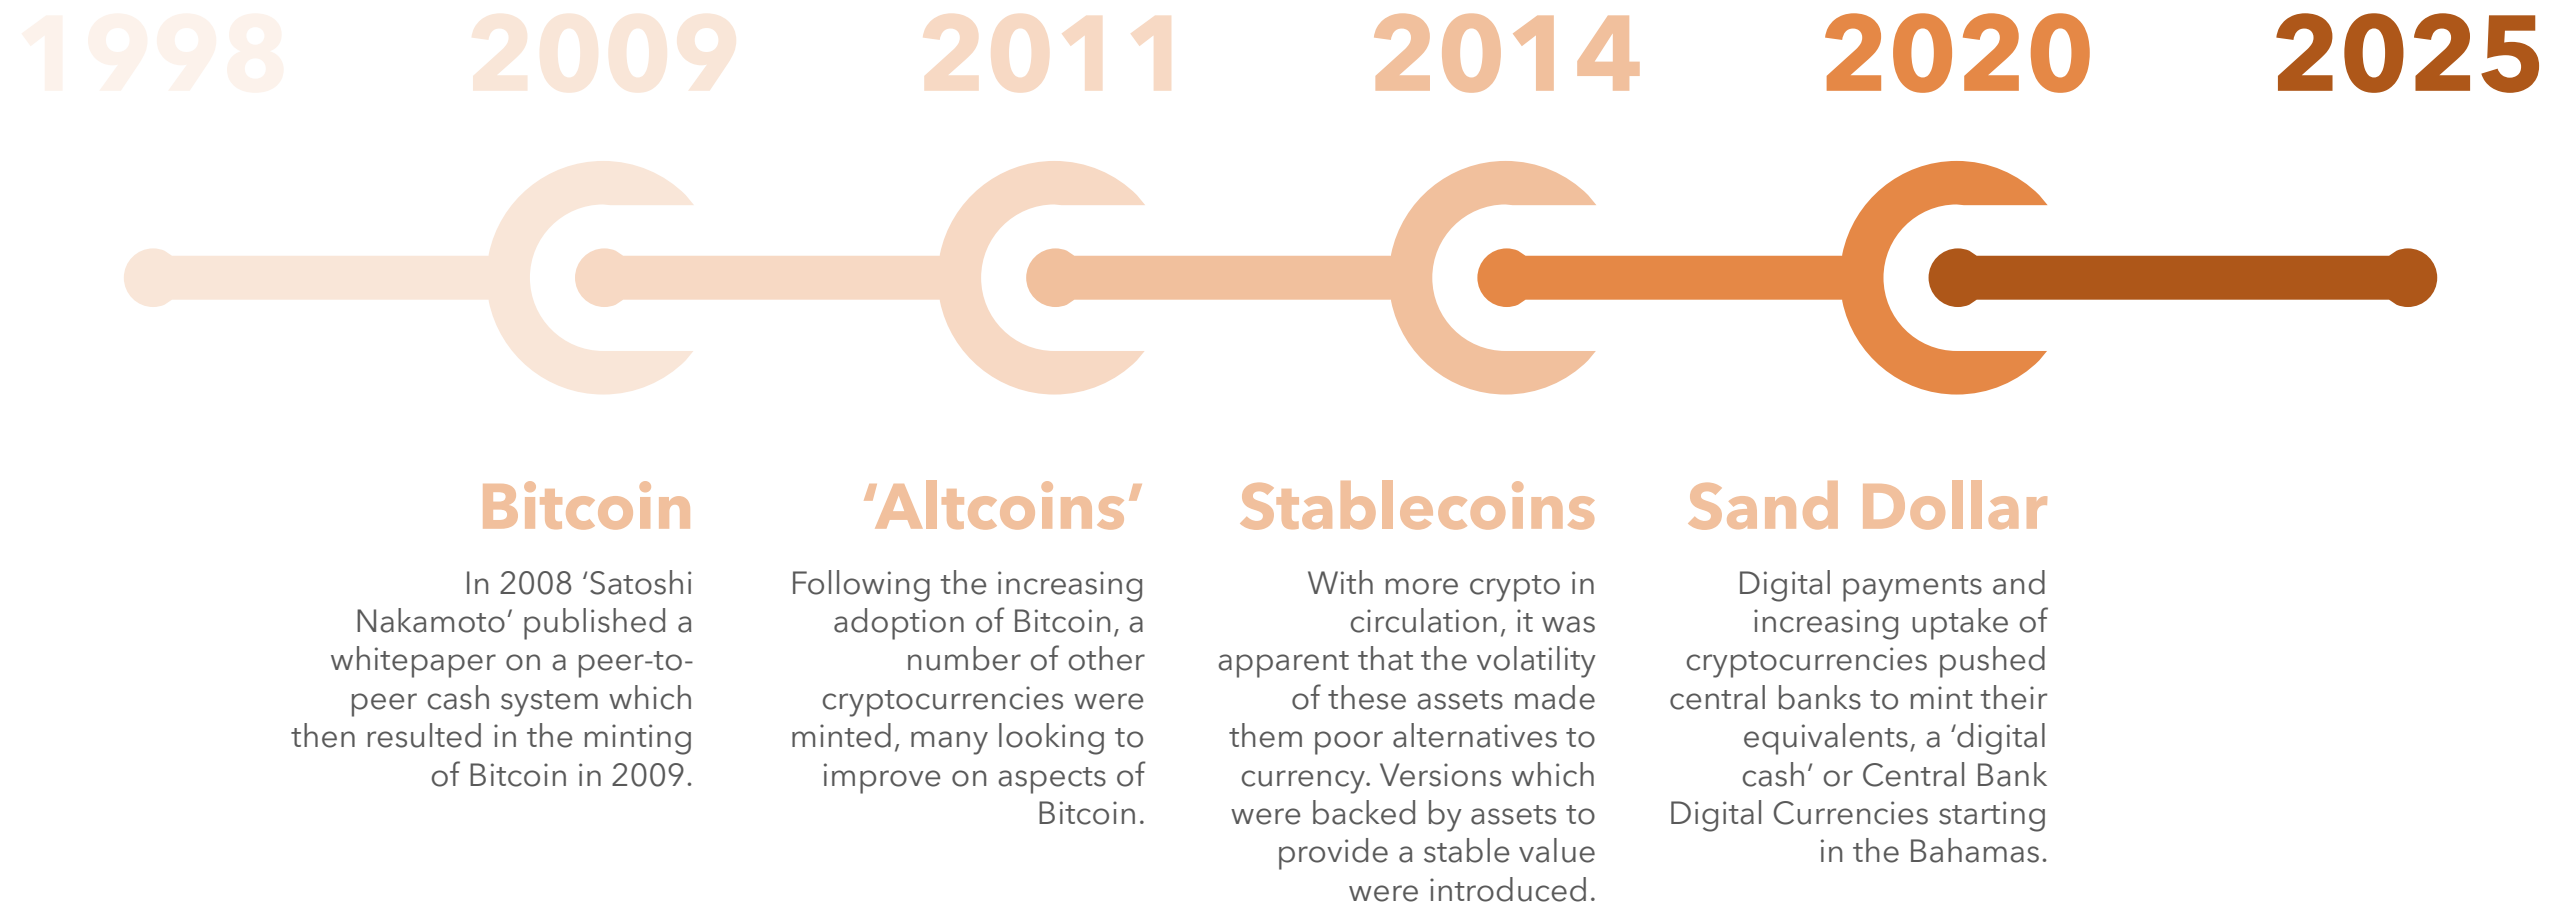 1998
2009
2011
2014
2020
2025
Bitcoin
In 2008 ‘Satoshi
Nakamoto’ published a
whitepaper on a peer-to-
peer cash system which
then resulted in the minting
of Bitcoin in 2009.
‘Altcoins’
Following the increasing
adoption of Bitcoin, a
number of other
cryptocurrencies were
minted, many looking to
improve on aspects of
Bitcoin.
Stablecoins
With more crypto in
circulation, it was
apparent that the volatility
of these assets made
them poor alternatives to
currency. Versions which
were backed by assets to
provide a stable value
were introduced.
Sand Dollar
Digital payments and
increasing uptake of
cryptocurrencies pushed
central banks to mint their
equivalents, a ‘digital
cash’ or Central Bank
Digital Currencies starting
in the Bahamas.